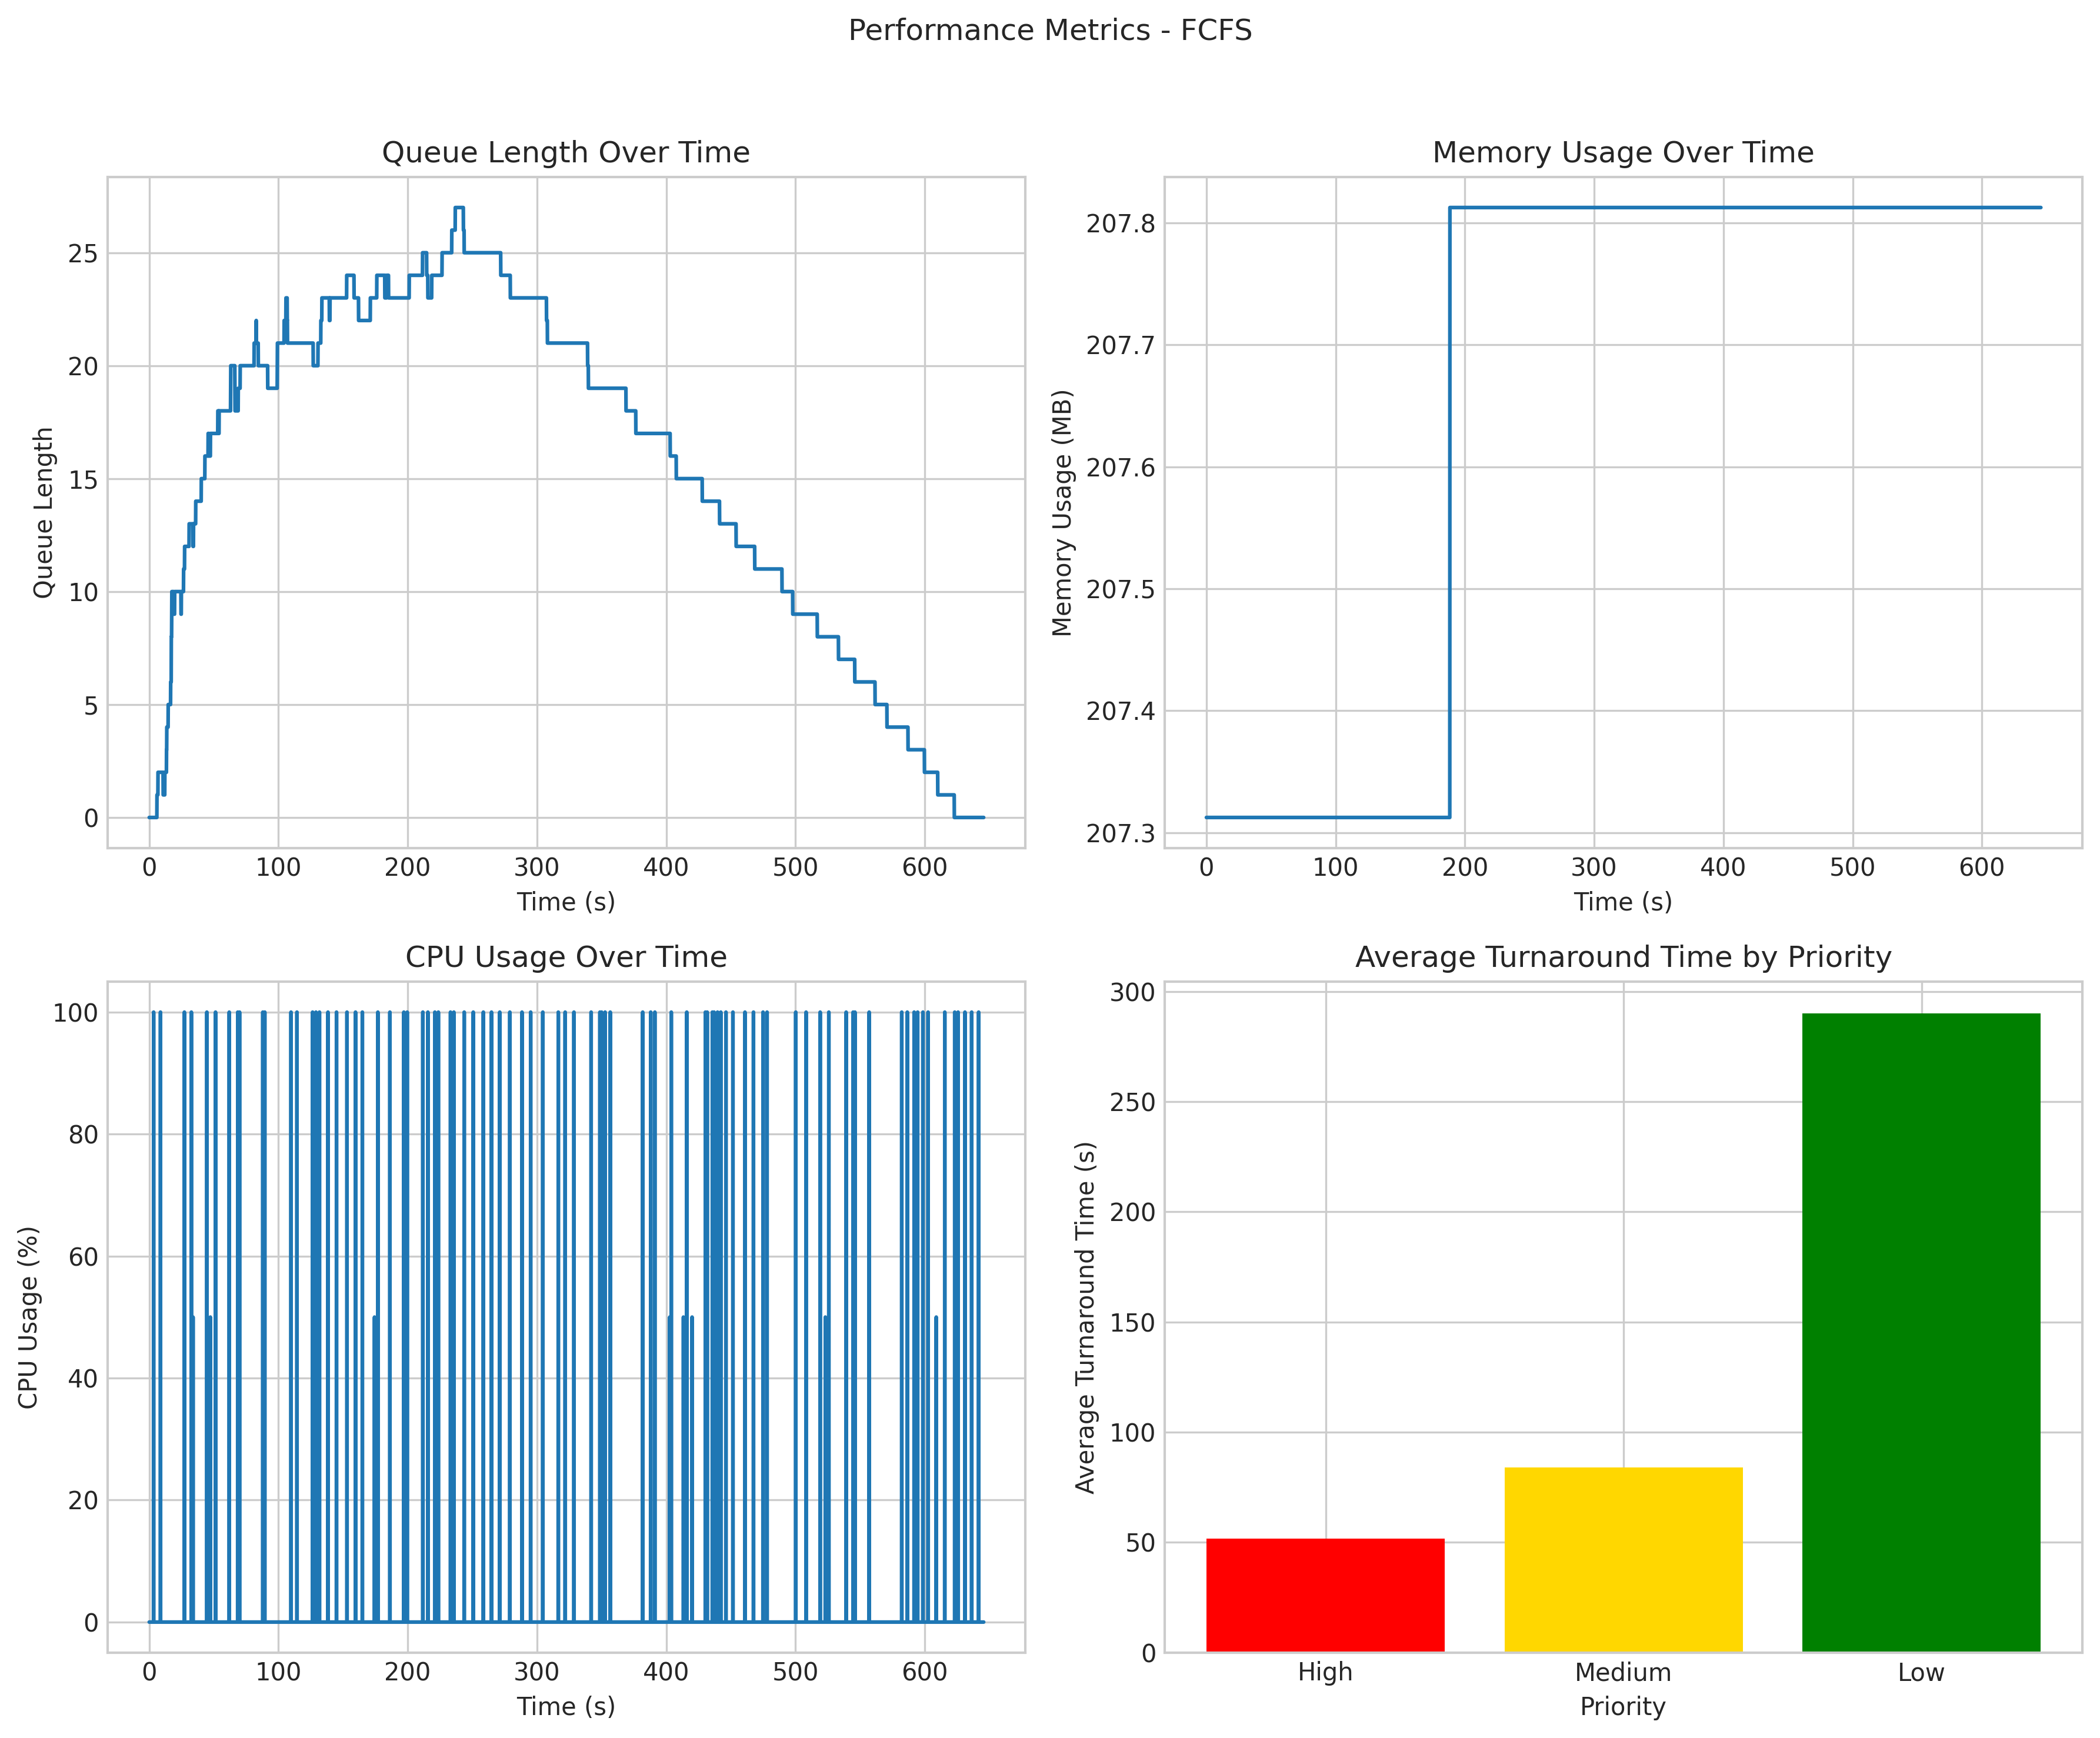 Performance Metrics - FCFS
Queue Length Over Time
Queue Length
25
20
15
10
5
0
0 100 200 300 400 500 600
Time (s)
Memory Usage Over Time
Memory Usage (MB)
207.8
207.7
207.6
207.5
207.4
207.3
0 100 200 300 400 500 600
Time (s)
CPU Usage Over Time
CPU Usage (%)
100
80
60
40
20
0
0 100 200 300 400 500 600
Time (s)
Average Turnaround Time by Priority
Average Turnaround Time (s)
300
250
200
150
100
50
0
High Medium Low
Priority